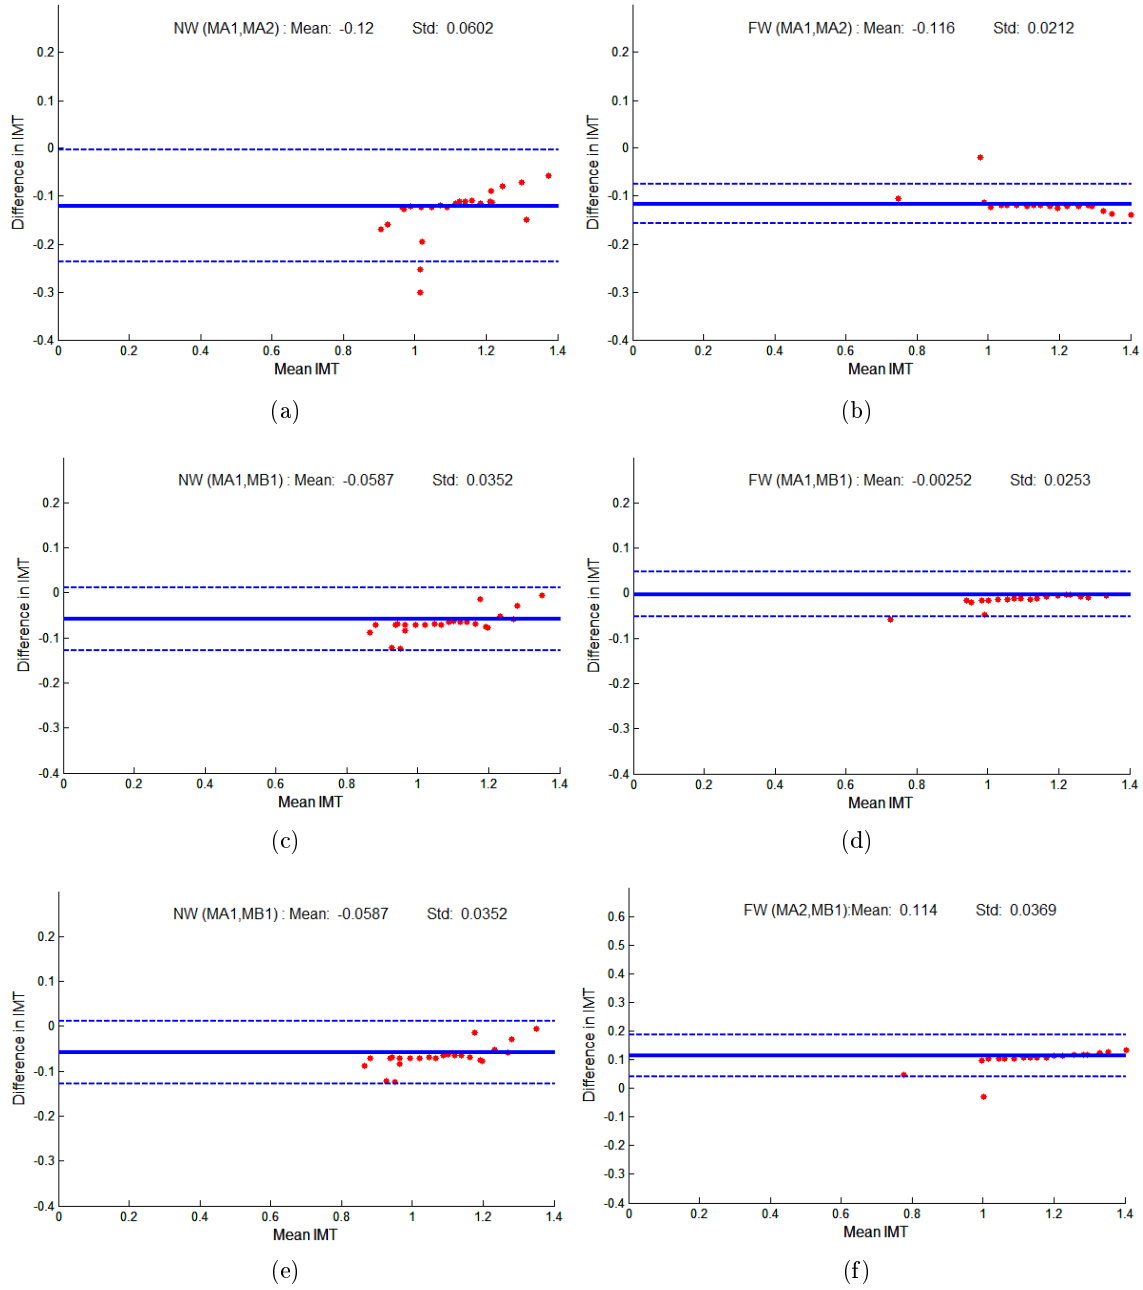 NW (MA1,MA2) : Mean: -0.12 Std: 0.0602
0.2
0.1
0
-0.1
-0.2
-0.3
-0.4
Difference in IMT
0 0.2 0.4 0.6 0.8 1 1.2 1.4
Mean IMT
(a)
FW (MA1,MA2) : Mean: -0.116 Std: 0.0212
0.2
0.1
0
-0.1
-0.2
-0.3
-0.4
Difference in IMT
0 0.2 0.4 0.6 0.8 1 1.2 1.4
Mean IMT
(b)
NW (MA1,MB1) : Mean: -0.0587 Std: 0.0352
0.2
0.1
0
-0.1
-0.2
-0.3
-0.4
Difference in IMT
0 0.2 0.4 0.6 0.8 1 1.2 1.4
Mean IMT
(c)
FW (MA1,MB1) : Mean: -0.00252 Std: 0.0253
0.2
0.1
0
-0.1
-0.2
-0.3
-0.4
Difference in IMT
0 0.2 0.4 0.6 0.8 1 1.2 1.4
Mean IMT
(d)
NW (MA1,MB1) : Mean: -0.0587 Std: 0.0352
0.2
0.1
0
-0.1
-0.2
-0.3
-0.4
Difference in IMT
0 0.2 0.4 0.6 0.8 1 1.2 1.4
Mean IMT
(e)
FW (MA2,MB1):Mean: 0.114 Std: 0.0369
0.6
0.5
0.4
0.3
0.2
0.1
0
-0.1
-0.2
-0.3
-0.4
Difference in IMT
0 0.2 0.4 0.6 0.8 1 1.2 1.4
Mean IMT
(f)